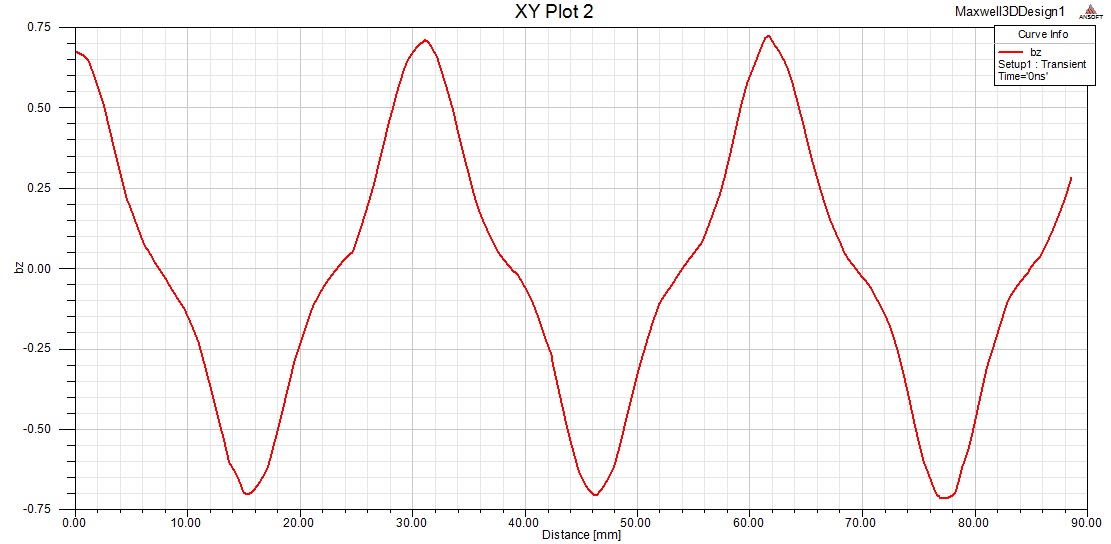 XY Plot 2
Maxwell3DDesign1
ANSOFT
Curve Info
bz
Setup1 : Transient
Time='0ns'
0.75
0.50
0.25
0.00
-0.25
-0.50
-0.75
bz
0.00 10.00 20.00 30.00 40.00 50.00 60.00 70.00 80.00 90.00
Distance [mm]